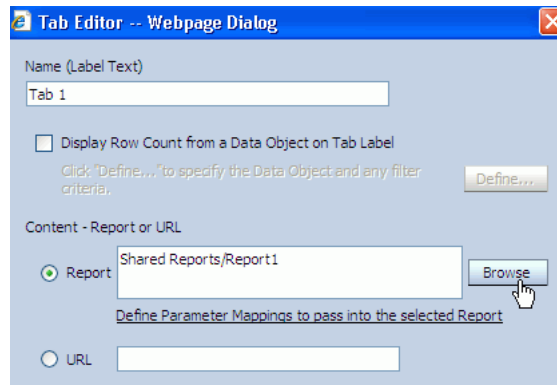 Tab Editor -- Webpage Dialog
Name (Label Text)
Tab 1
Display Row Count from a Data Object on Tab Label
Click "Define..."to specify the Data Object and any filter
criteria.
Define...
Content - Report or URL
Report
Shared Reports/Report1
Browse
Define Parameter Mappings to pass into the selected Report
URL